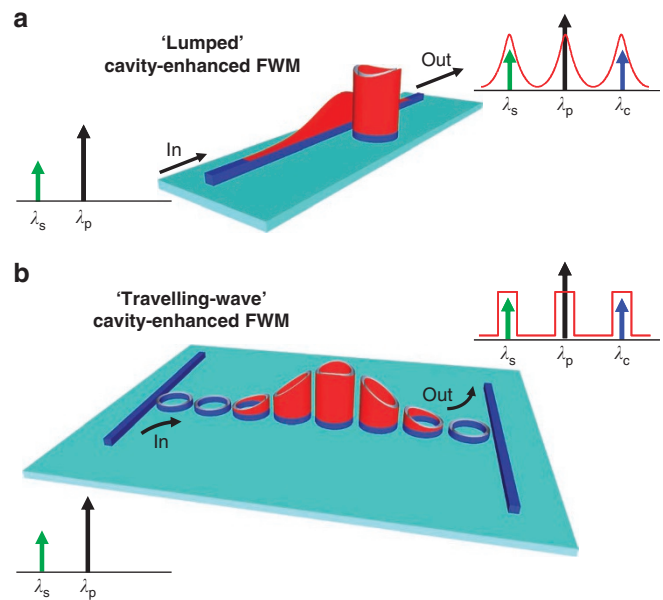 a
'Lumped'
cavity-enhanced FWM
Out
λs λp λc
In
λs λp
b
'Travelling-wave'
cavity-enhanced FWM
λs λp λc
Out
In
λs λp